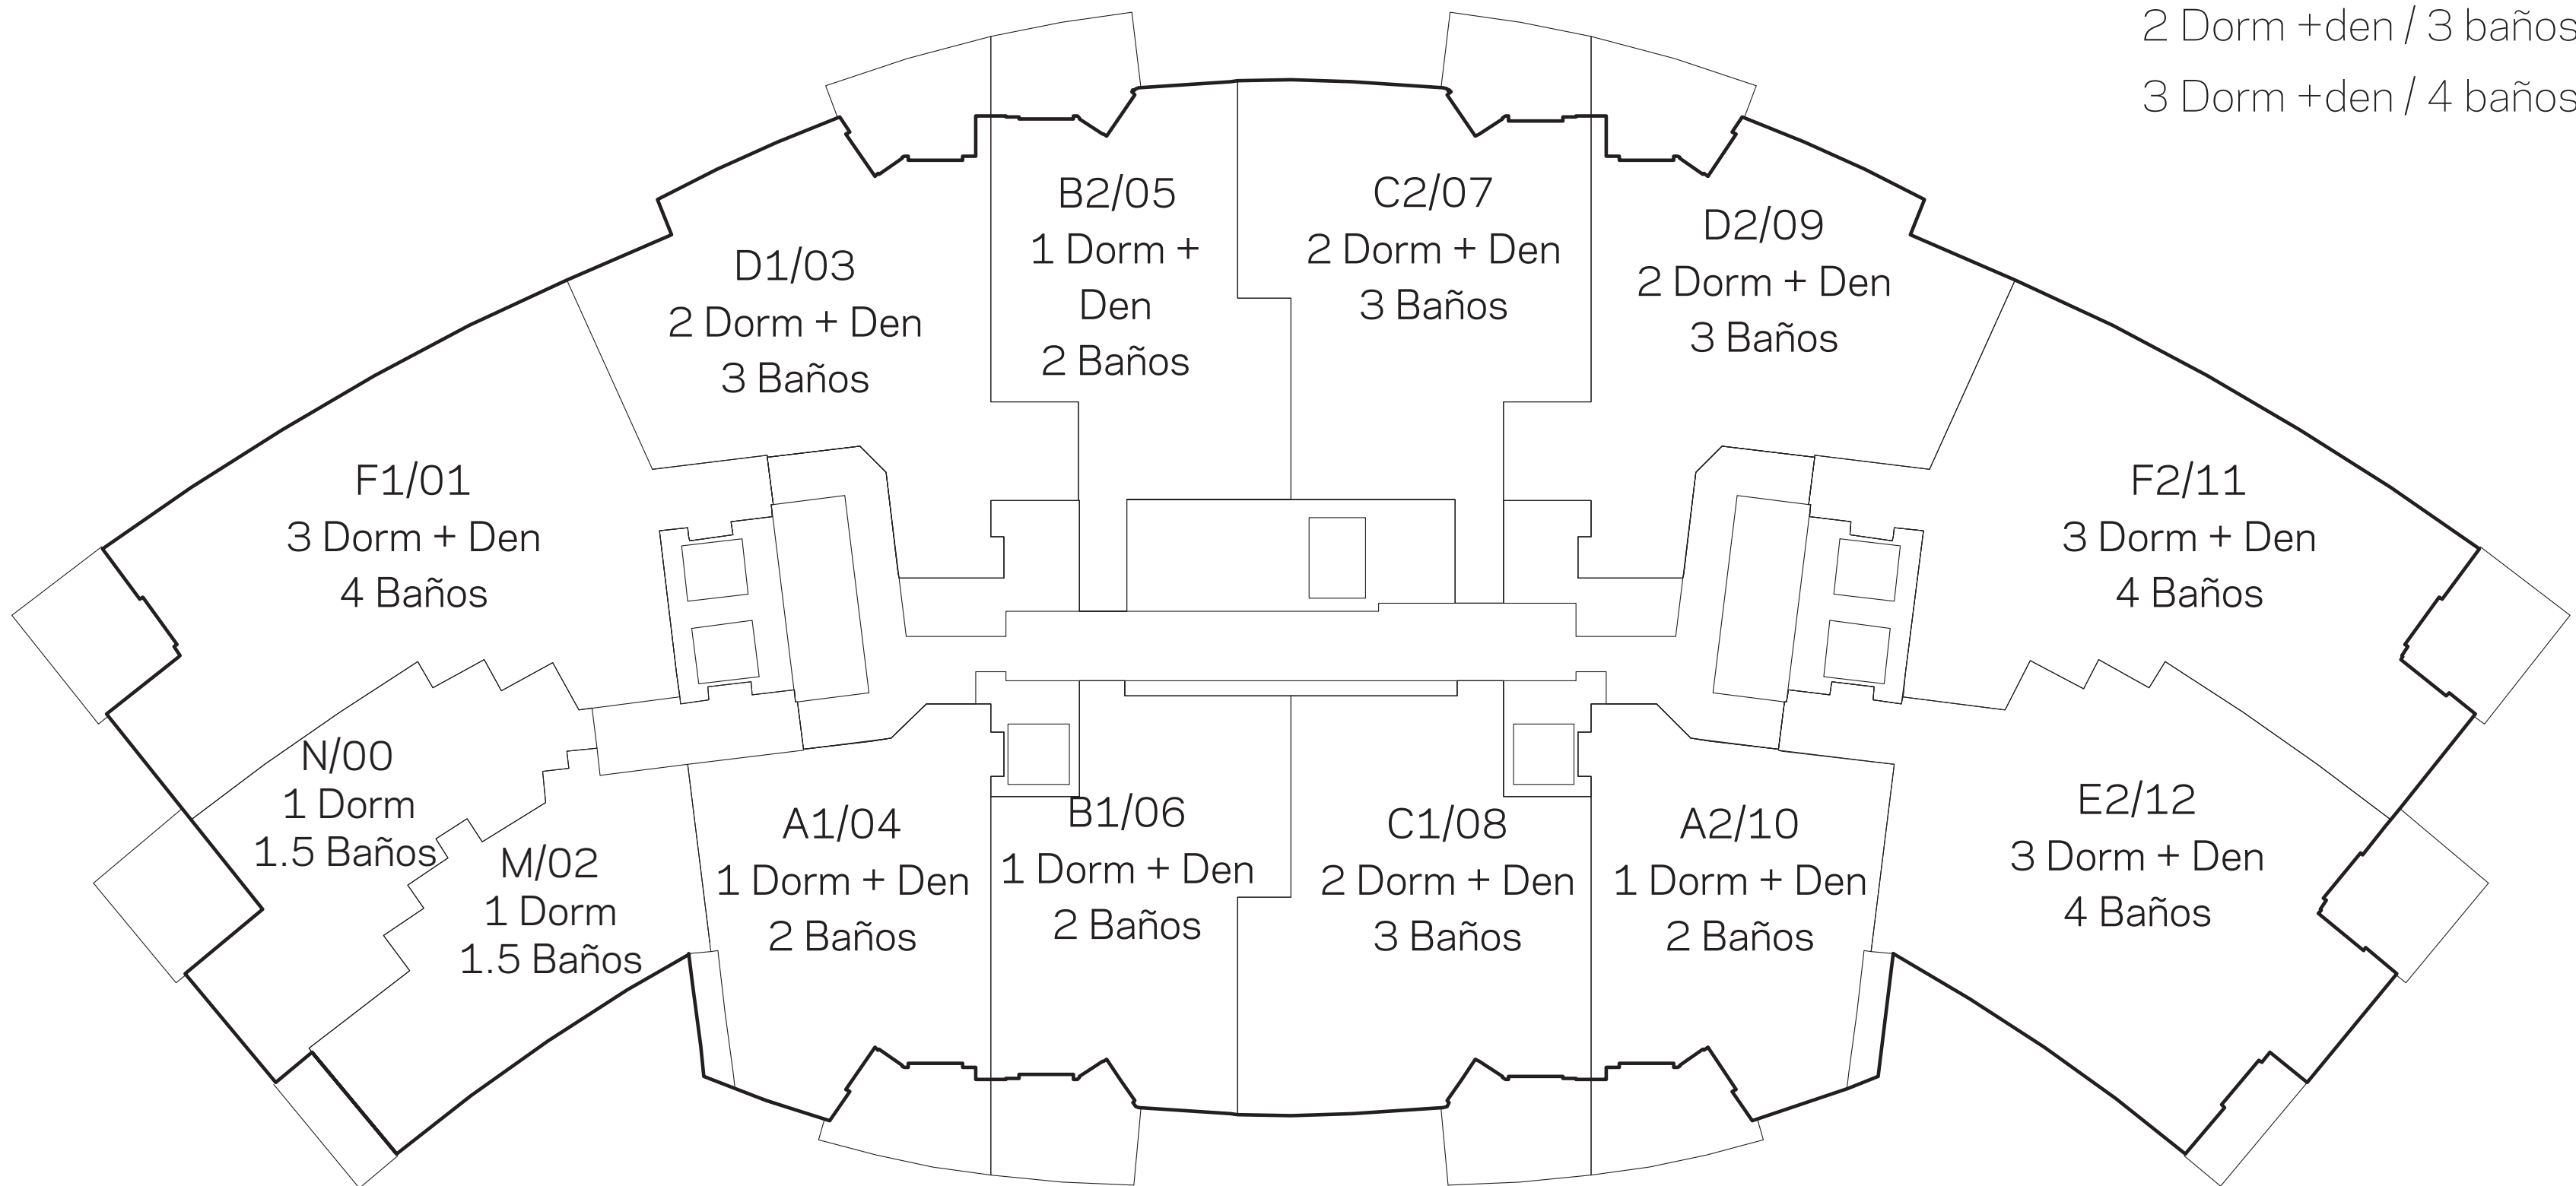 2 Dorm +den / 3 baños
3 Dorm +den / 4 baños
B2/05
1 Dorm +
Den
2 Baños
C2/07
2 Dorm + Den
3 Baños
D2/09
2 Dorm + Den
3 Baños
D1/03
2 Dorm + Den
3 Baños
F1/01
3 Dorm + Den
4 Baños
F2/11
3 Dorm + Den
4 Baños
N/00
1 Dorm
1.5 Baños
M/02
1 Dorm
1.5 Baños
A1/04
1 Dorm + Den
2 Baños
B1/06
1 Dorm + Den
2 Baños
C1/08
2 Dorm + Den
3 Baños
A2/10
1 Dorm + Den
2 Baños
E2/12
3 Dorm + Den
4 Baños